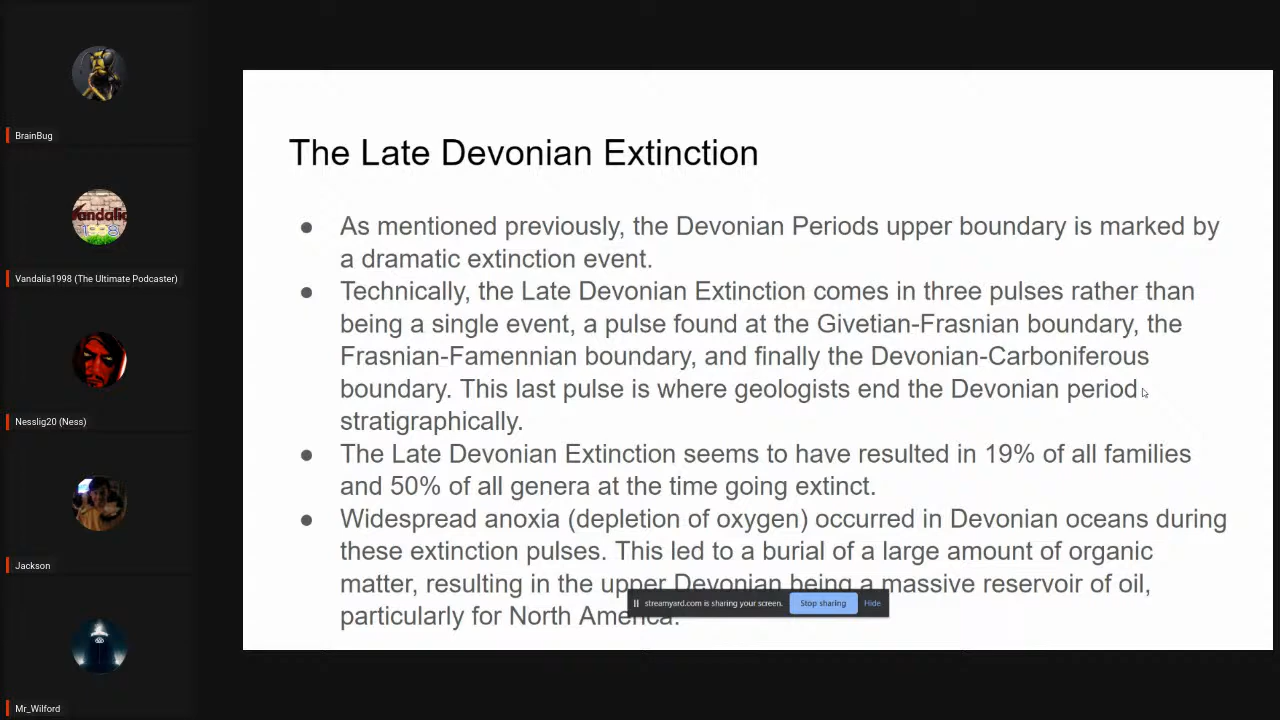 BrainBug
Vandalia1998 (The Ultimate Podcaster)
Nesslig20 (Ness)
Jackson
Mr_Wilford
The Late Devonian Extinction
● As mentioned previously, the Devonian Periods upper boundary is marked by
a dramatic extinction event.
● Technically, the Late Devonian Extinction comes in three pulses rather than
being a single event, a pulse found at the Givetian-Frasnian boundary, the
Frasnian-Famennian boundary, and finally the Devonian-Carboniferous
boundary. This last pulse is where geologists end the Devonian period
stratigraphically.
● The Late Devonian Extinction seems to have resulted in 19% of all families
and 50% of all genera at the time going extinct.
● Widespread anoxia (depletion of oxygen) occurred in Devonian oceans during
these extinction pulses. This led to a burial of a large amount of organic
matter, resulting in the upper Devonian being a massive reservoir of oil,
particularly for North America.
streamyard.com is sharing your screen. Stop sharing Hide